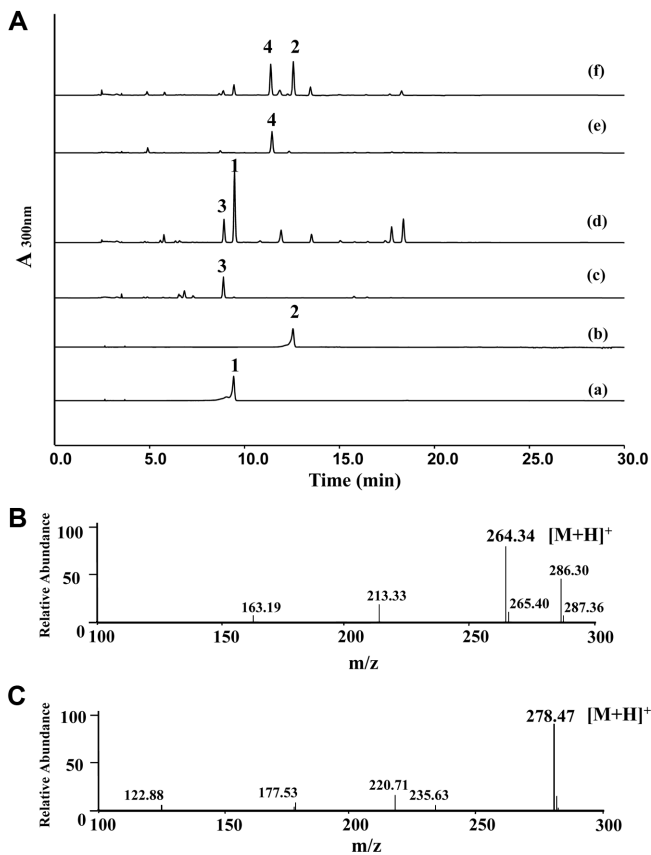 A
4 2
(f)
4
(e)
1
3
(d)
3
(c)
2
(b)
1
(a)
A 300nm
0.0 5.0 10.0 15.0 20.0 25.0 30.0
Time (min)
B
Relative Abundance
100
50
0
264.34 [M+H]+
286.30
265.40
287.36
213.33
163.19
100 150 200 250 300
m/z
C
Relative Abundance
100
50
0
278.47 [M+H]+
220.71
235.63
177.53
122.88
100 150 200 250 300
m/z